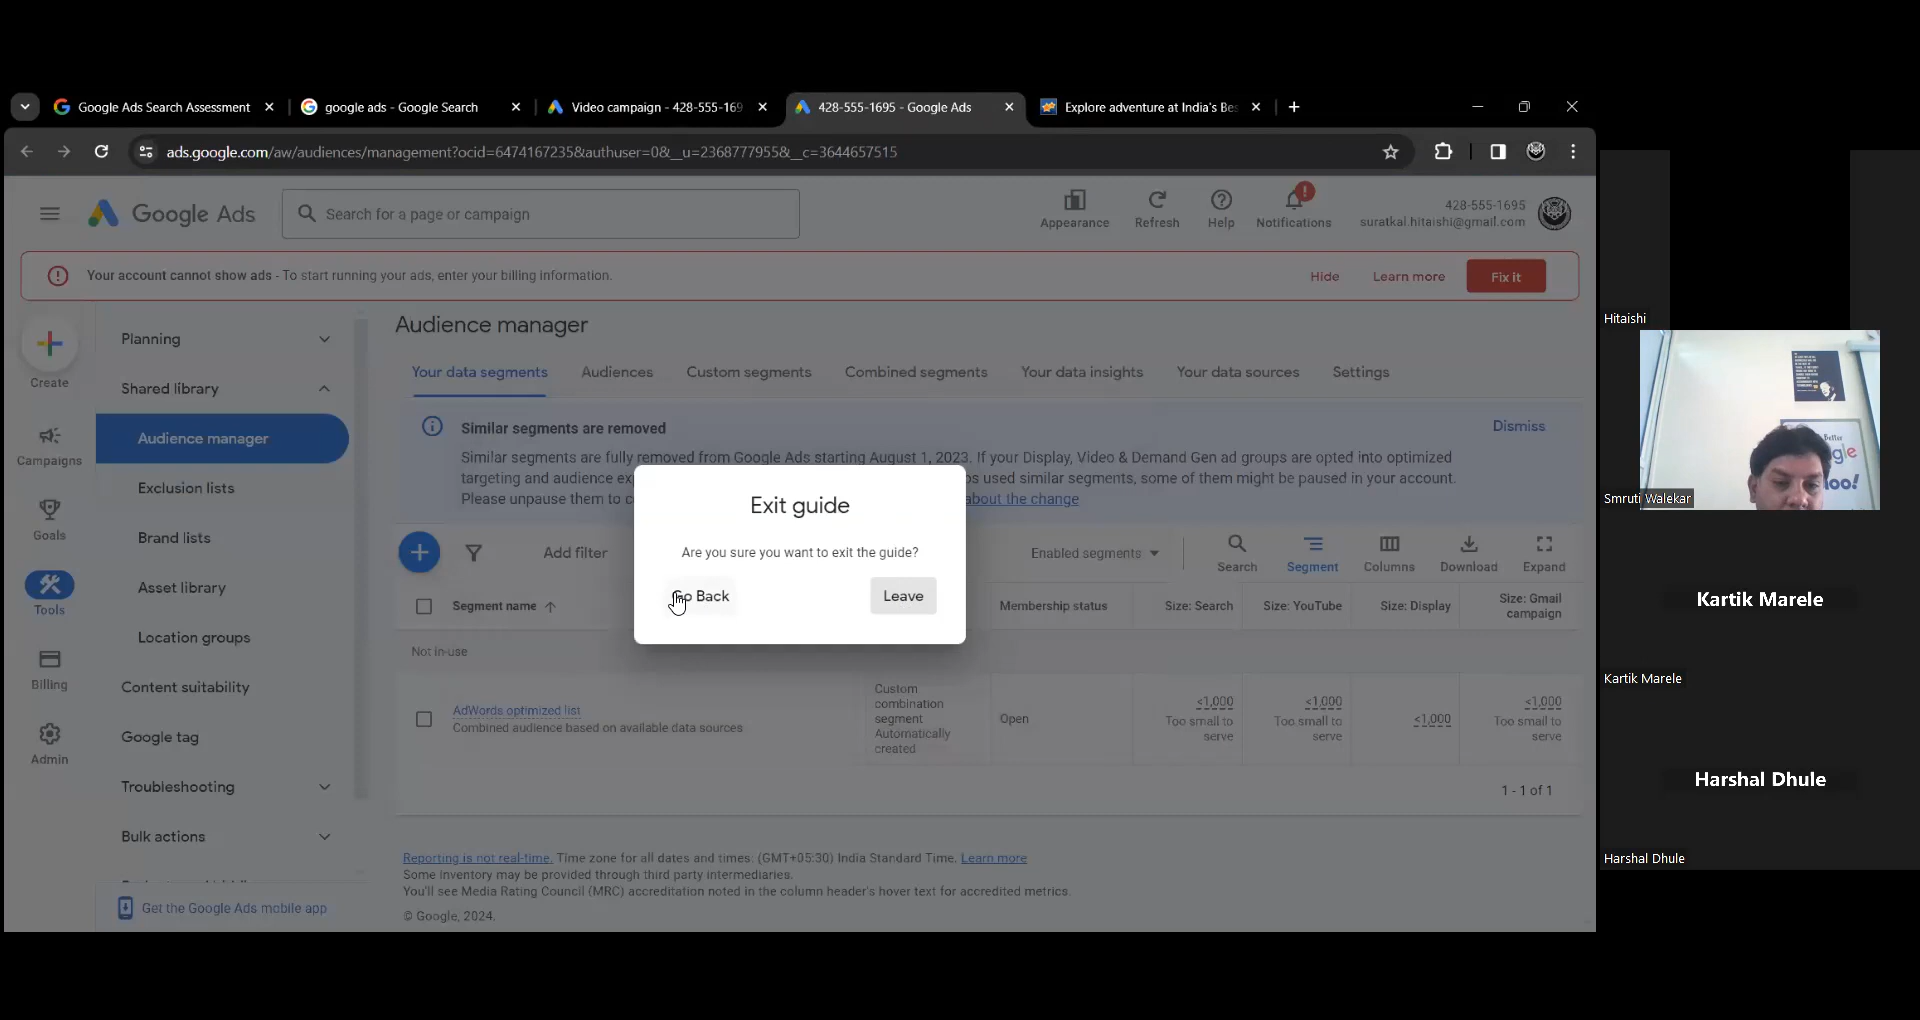 Google Ads Search Assessment
google ads - Google Search
Video campaign - 428-555-169
428-555-1695 - Google Ads
Explore adventure at India's Bes
ads.google.com/aw/audiences/management?ocid=6474167235&authuser=0&__u=2368777955&__c=3644657515
Google Ads
Search for a page or campaign
Appearance
Refresh
Help
Notifications
428-555-1695
suratkal.hitaishi@gmail.com
Your account cannot show ads - To start running your ads, enter your billing information.
Hide
Learn more
Fix it
Create
Campaigns
Goals
Tools
Billing
Admin
Planning
Shared library
Audience manager
Exclusion lists
Brand lists
Asset library
Location groups
Content suitability
Google tag
Troubleshooting
Bulk actions
Get the Google Ads mobile app
Audience manager
Your data segments
Audiences
Custom segments
Combined segments
Your data insights
Your data sources
Settings
Similar segments are removed
Dismiss
Similar segments are fully removed from Google Ads starting August 1, 2023. If your Display, Video & Demand Gen ad groups are opted into optimized
targeting and audience ex s used similar segments, some of them might be paused in your account.
Please unpause them to c about the change
Add filter
Enabled segments
Search
Segment
Columns
Download
Expand
Segment name
Membership status
Size: Search
Size: YouTube
Size: Display
Size: Gmail
campaign
Not in-use
AdWords optimized list
Combined audience based on available data sources
Custom
combination
segment
Automatically
created
Open
<1,000
Too small to
serve
<1,000
Too small to
serve
<1,000
<1,000
Too small to
serve
1 - 1 of 1
Reporting is not real-time. Time zone for all dates and times: (GMT+05:30) India Standard Time. Learn more
Some inventory may be provided through third party intermediaries.
You'll see Media Rating Council (MRC) accreditation noted in the column header's hover text for accredited metrics.
© Google, 2024.
Exit guide
Are you sure you want to exit the guide?
Go Back
Leave
Hitaishi
Smruti Walekar
Kartik Marele
Kartik Marele
Harshal Dhule
Harshal Dhule